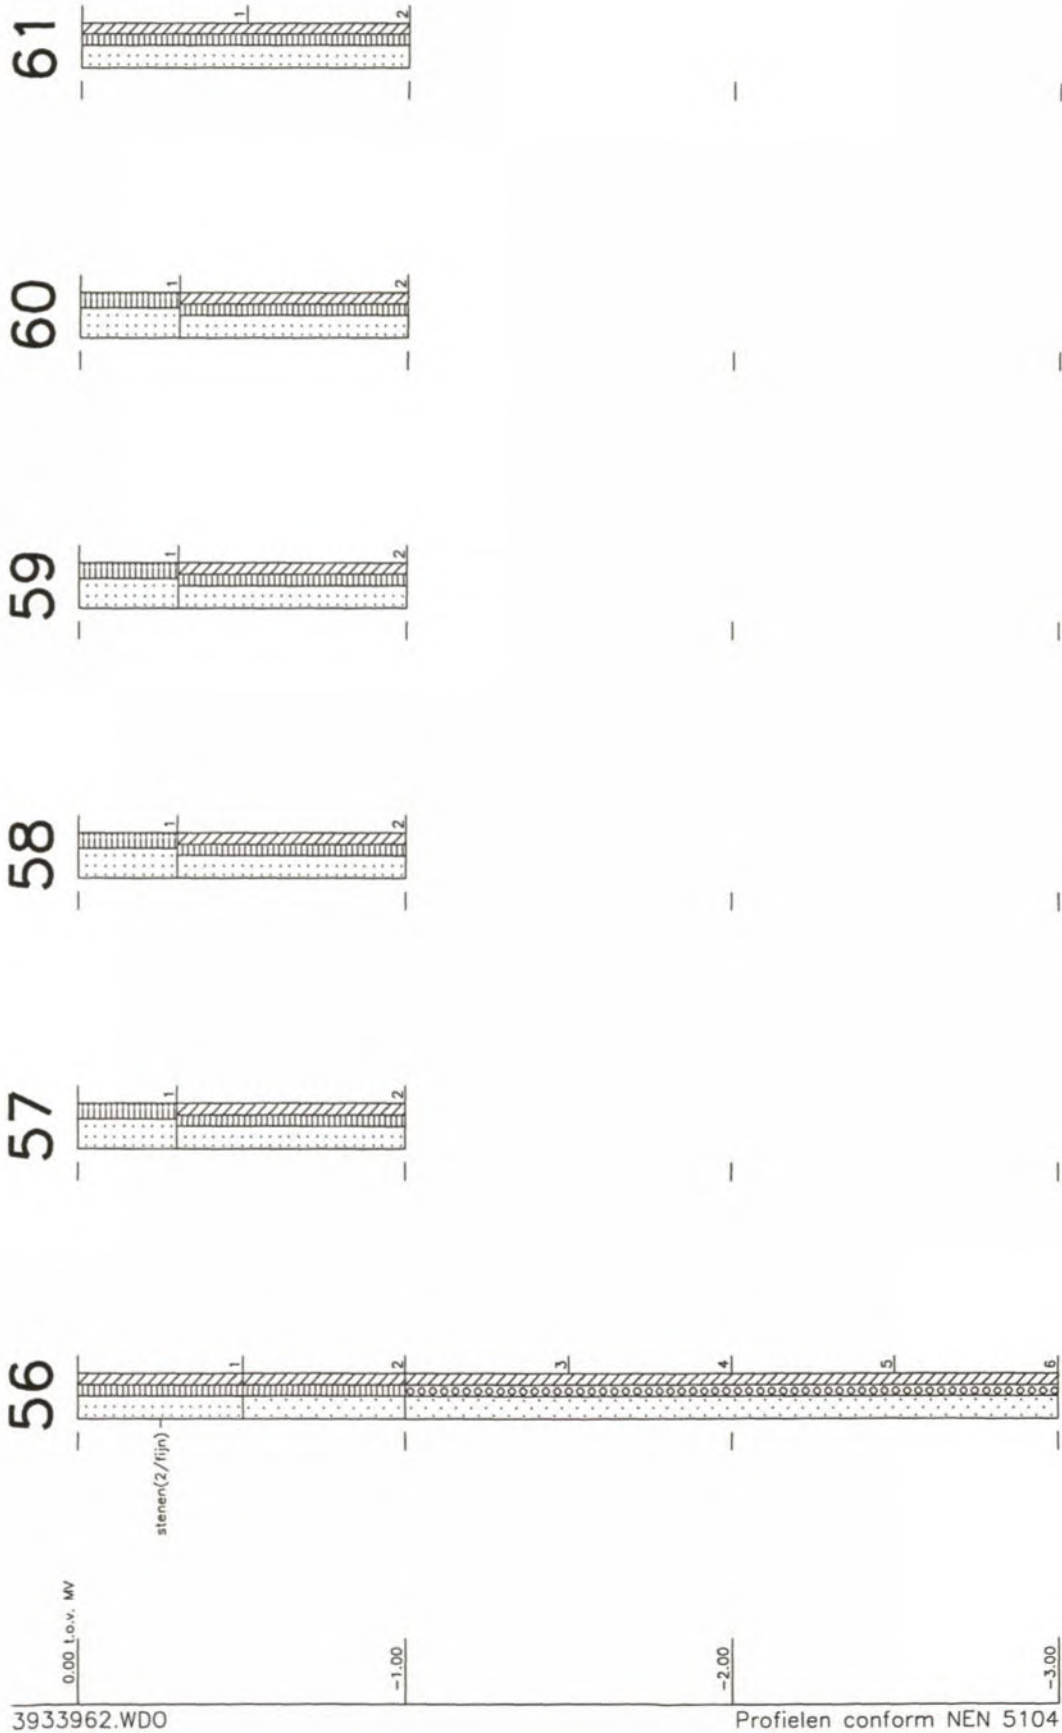 56 57 58 59 60 61
0.00 t.o.v. MV
stenen(2/fijn)
1 1 1 1 1 1
-1.00 2 2 2 2 2 2
3
-2.00 4
5
-3.00 6
3933962.WDO
Profielen conform NEN 5104